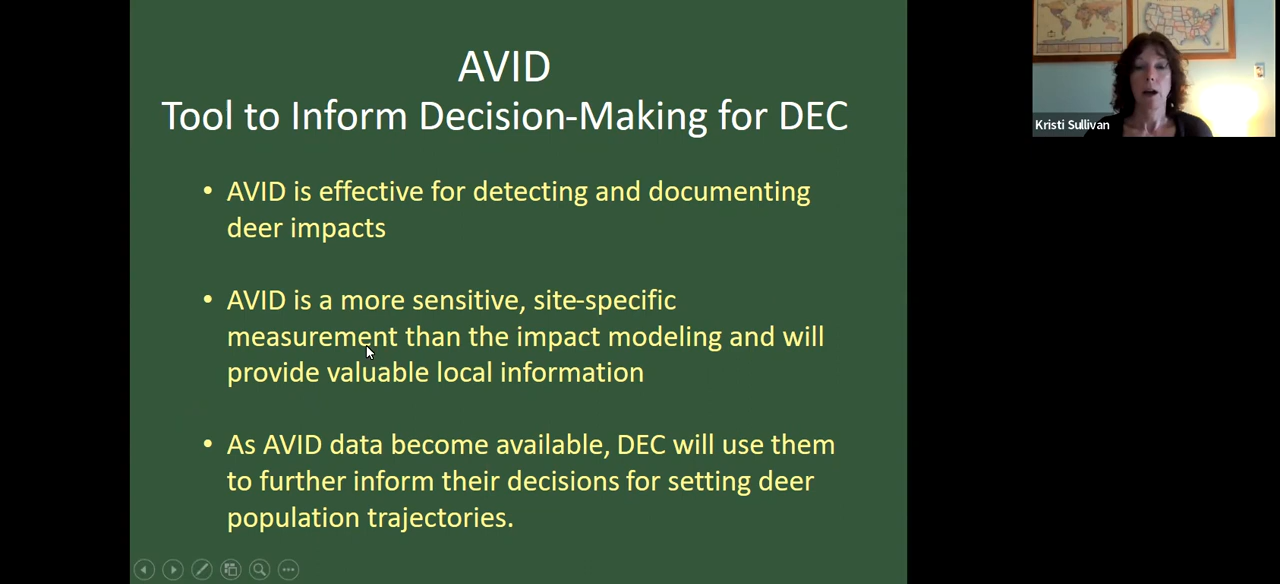 AVID
Tool to Inform Decision-Making for DEC
• AVID is effective for detecting and documenting
deer impacts
• AVID is a more sensitive, site-specific
measurement than the impact modeling and will
provide valuable local information
• As AVID data become available, DEC will use them
to further inform their decisions for setting deer
population trajectories.
Kristi Sullivan